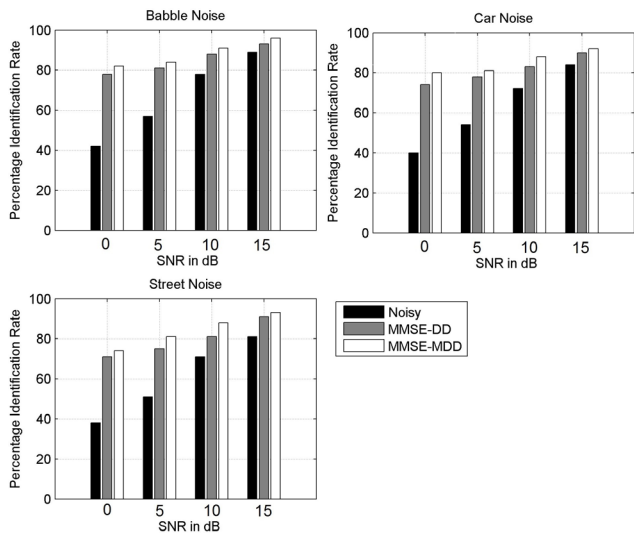 Babble Noise
Percentage Identification Rate
100
80
60
40
20
0
0 5 10 15
SNR in dB
Car Noise
Percentage Identification Rate
100
80
60
40
20
0
0 5 10 15
SNR in dB
Street Noise
Percentage Identification Rate
100
80
60
40
20
0
0 5 10 15
SNR in dB
Noisy
MMSE-DD
MMSE-MDD